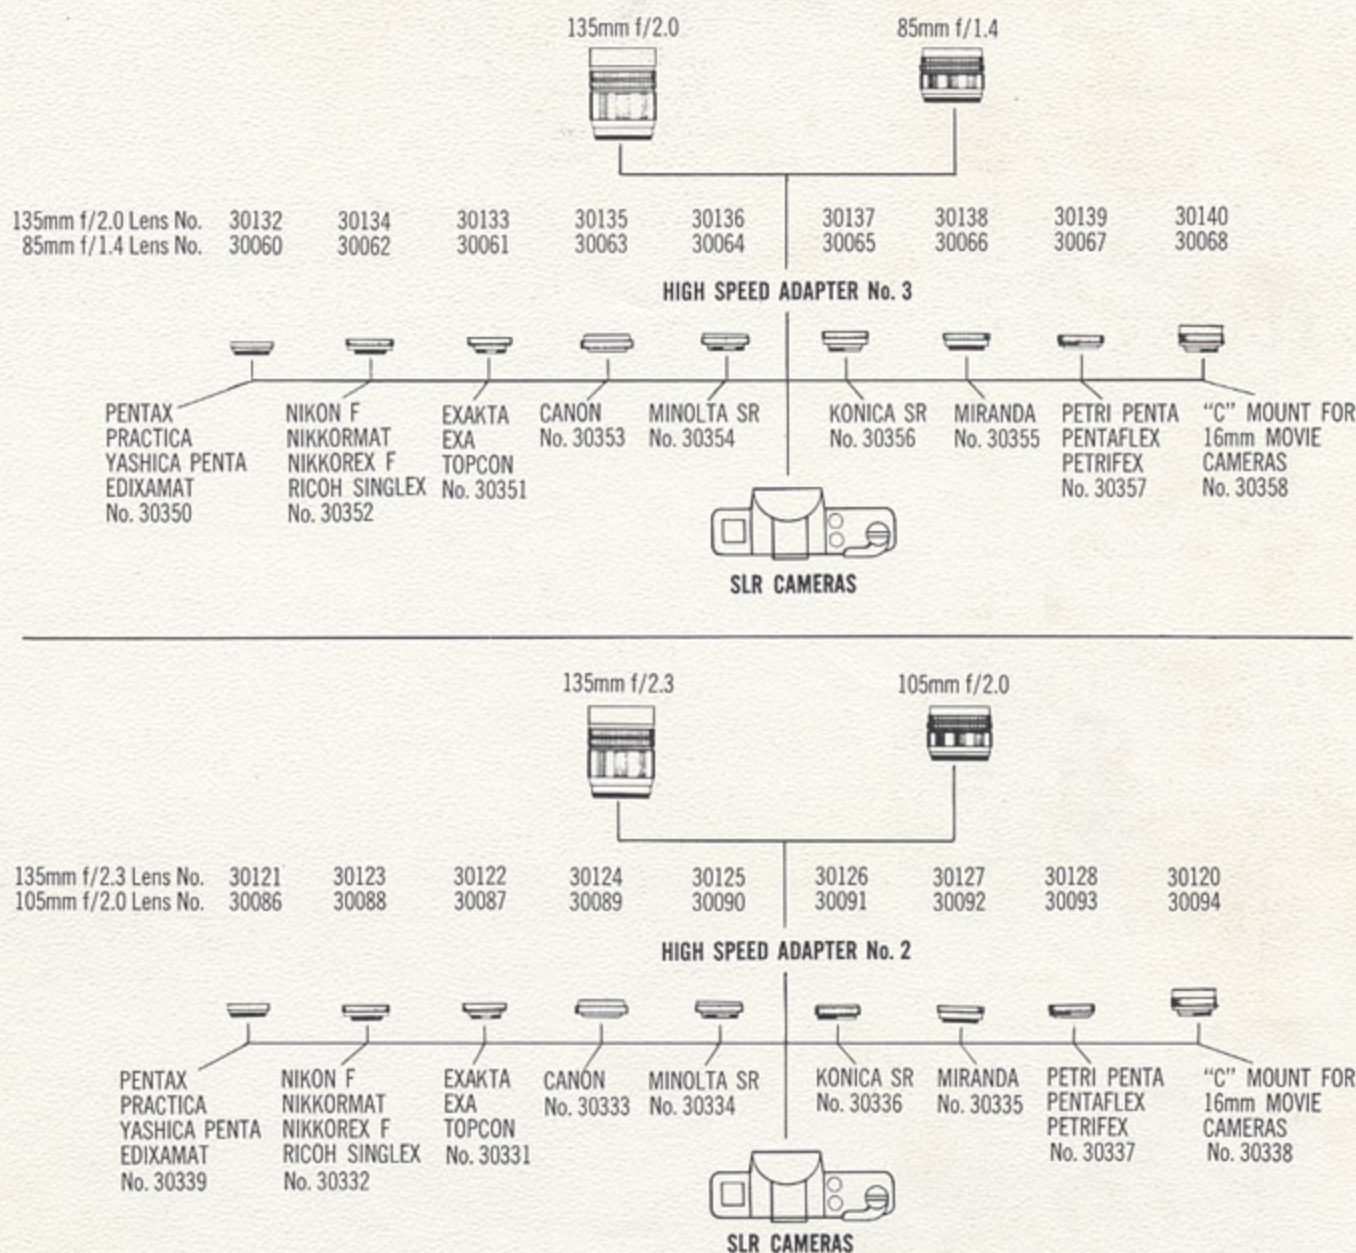 135mm f/2.0 85mm f/1.4
135mm f/2.0 Lens No. 30132 30134 30133 30135 30136 30137 30138 30139 30140
85mm f/1.4 Lens No. 30060 30062 30061 30063 30064 30065 30066 30067 30068
HIGH SPEED ADAPTER No. 3
PENTAX
PRACTICA
YASHICA PENTA
EDIXAMAT
No. 30350
NIKON F
NIKKORMAT
NIKKOREX F
RICOH SINGLEX
No. 30352
EXAKTA
EXA
TOPCON
No. 30351
CANON
No. 30353
MINOLTA SR
No. 30354
KONICA SR
No. 30356
MIRANDA
No. 30355
PETRI PENTA
PENTAFLEX
PETRIFEX
No. 30357
"C" MOUNT FOR
16mm MOVIE
CAMERAS
No. 30358
SLR CAMERAS
135mm f/2.3 105mm f/2.0
135mm f/2.3 Lens No. 30121 30123 30122 30124 30125 30126 30127 30128 30120
105mm f/2.0 Lens No. 30086 30088 30087 30089 30090 30091 30092 30093 30094
HIGH SPEED ADAPTER No. 2
PENTAX
PRACTICA
YASHICA PENTA
EDIXAMAT
No. 30339
NIKON F
NIKKORMAT
NIKKOREX F
RICOH SINGLEX
No. 30332
EXAKTA
EXA
TOPCON
No. 30331
CANON
No. 30333
MINOLTA SR
No. 30334
KONICA SR
No. 30336
MIRANDA
No. 30335
PETRI PENTA
PENTAFLEX
PETRIFEX
No. 30337
"C" MOUNT FOR
16mm MOVIE
CAMERAS
No. 30338
SLR CAMERAS